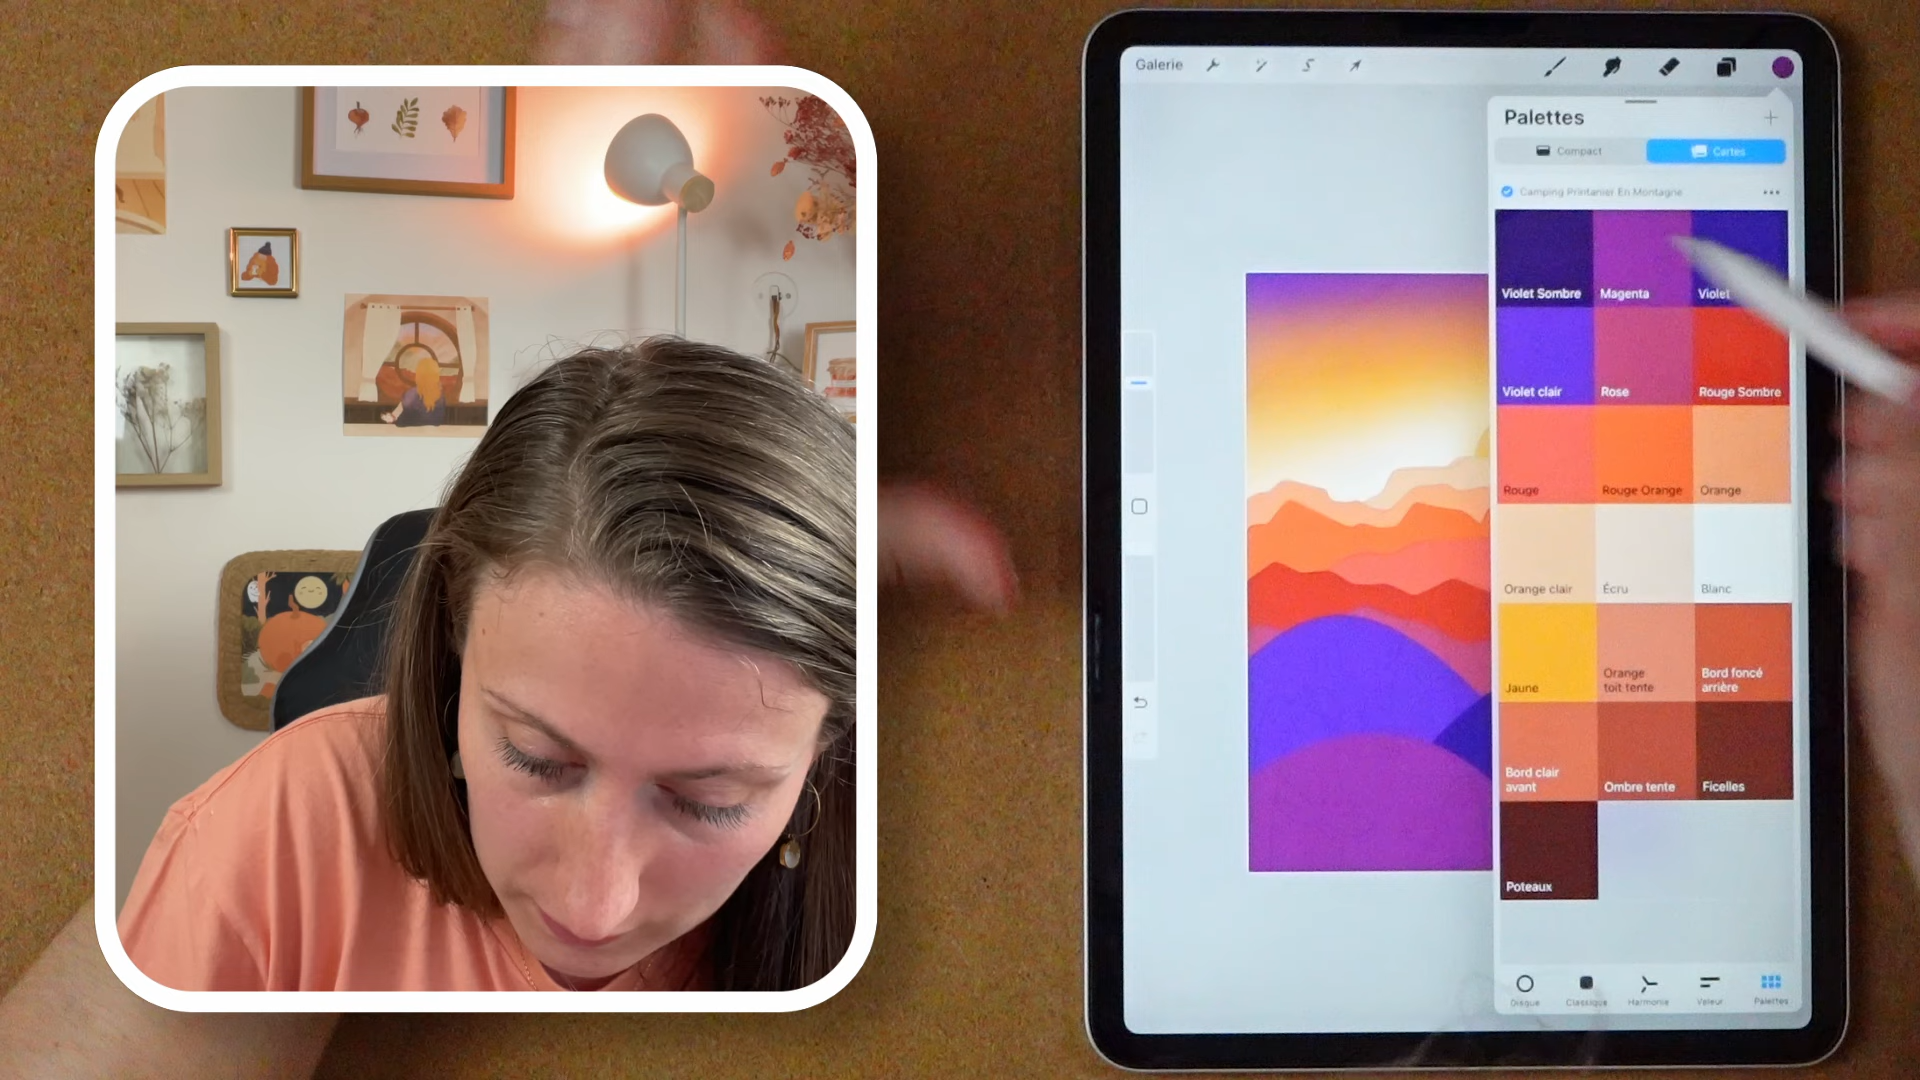 Galerie
Palettes
Compact
Cartes
Camping Printanier En Montagne
Violet Sombre
Magenta
Violet
Violet clair
Rose
Rouge Sombre
Rouge
Rouge Orange
Orange
Orange clair
Écru
Blanc
Jaune
Orange
toit tente
Bord foncé
arrière
Bord clair
avant
Ombre tente
Ficelles
Poteaux
Disque
Classique
Harmonie
Valeur
Palettes